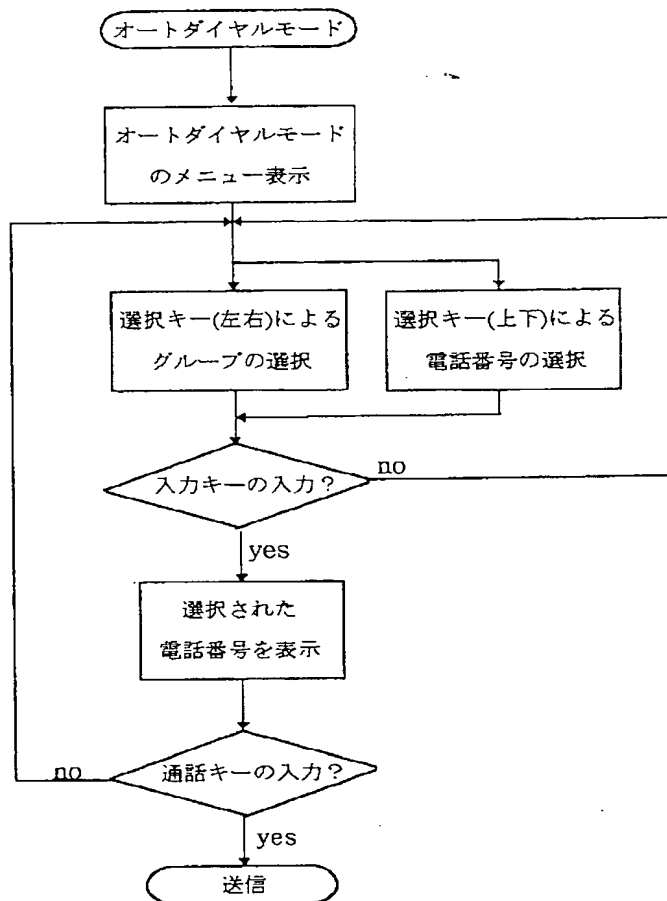 オートダイヤルモード
オートダイヤルモード
のメニュー表示
選択キー(左右)による
グループの選択
選択キー(上下)による
電話番号の選択
入力キーの入力?
no
yes
選択された
電話番号を表示
通話キーの入力?
no
yes
送信